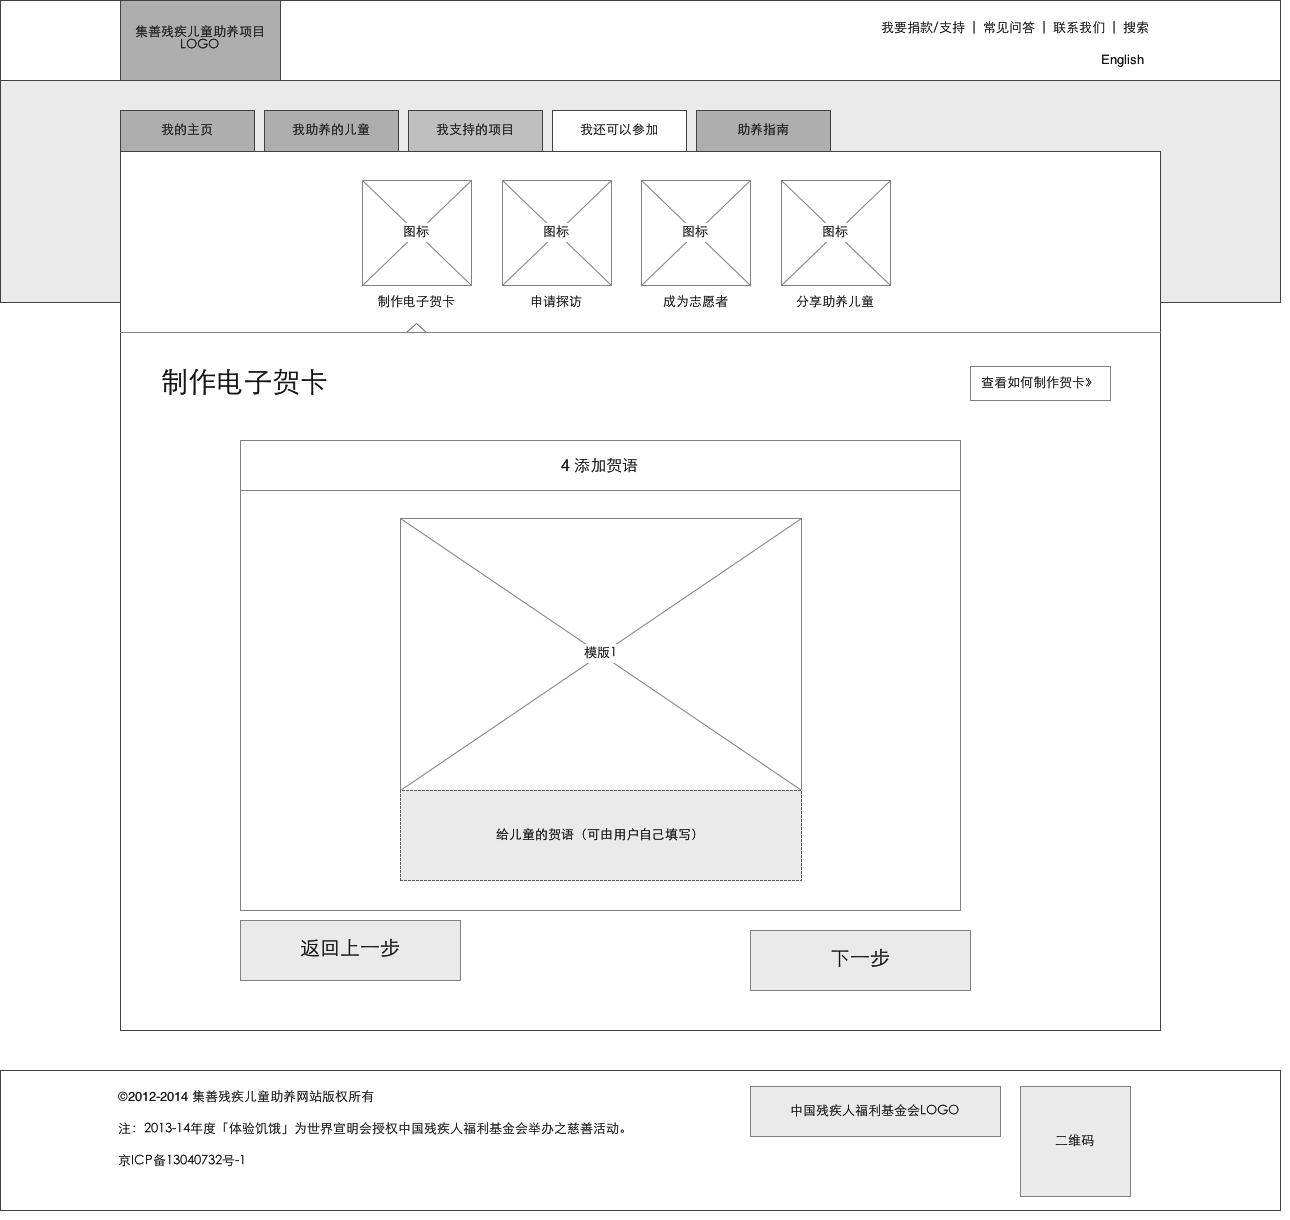 集善残疾儿童助养项目
LOGO
我要捐款/支持 | 常见问答 | 联系我们 | 搜索
English
我的主页
我助养的儿童
我支持的项目
我还可以参加
助养指南
图标
图标
图标
图标
制作电子贺卡
申请探访
成为志愿者
分享助养儿童
制作电子贺卡
查看如何制作贺卡》
4 添加贺语
模版1
给儿童的贺语（可由用户自己填写）
返回上一步
下一步
©2012-2014 集善残疾儿童助养网站版权所有
注：2013-14年度「体验饥饿」为世界宣明会授权中国残疾人福利基金会举办之慈善活动。
京ICP备13040732号-1
中国残疾人福利基金会LOGO
二维码